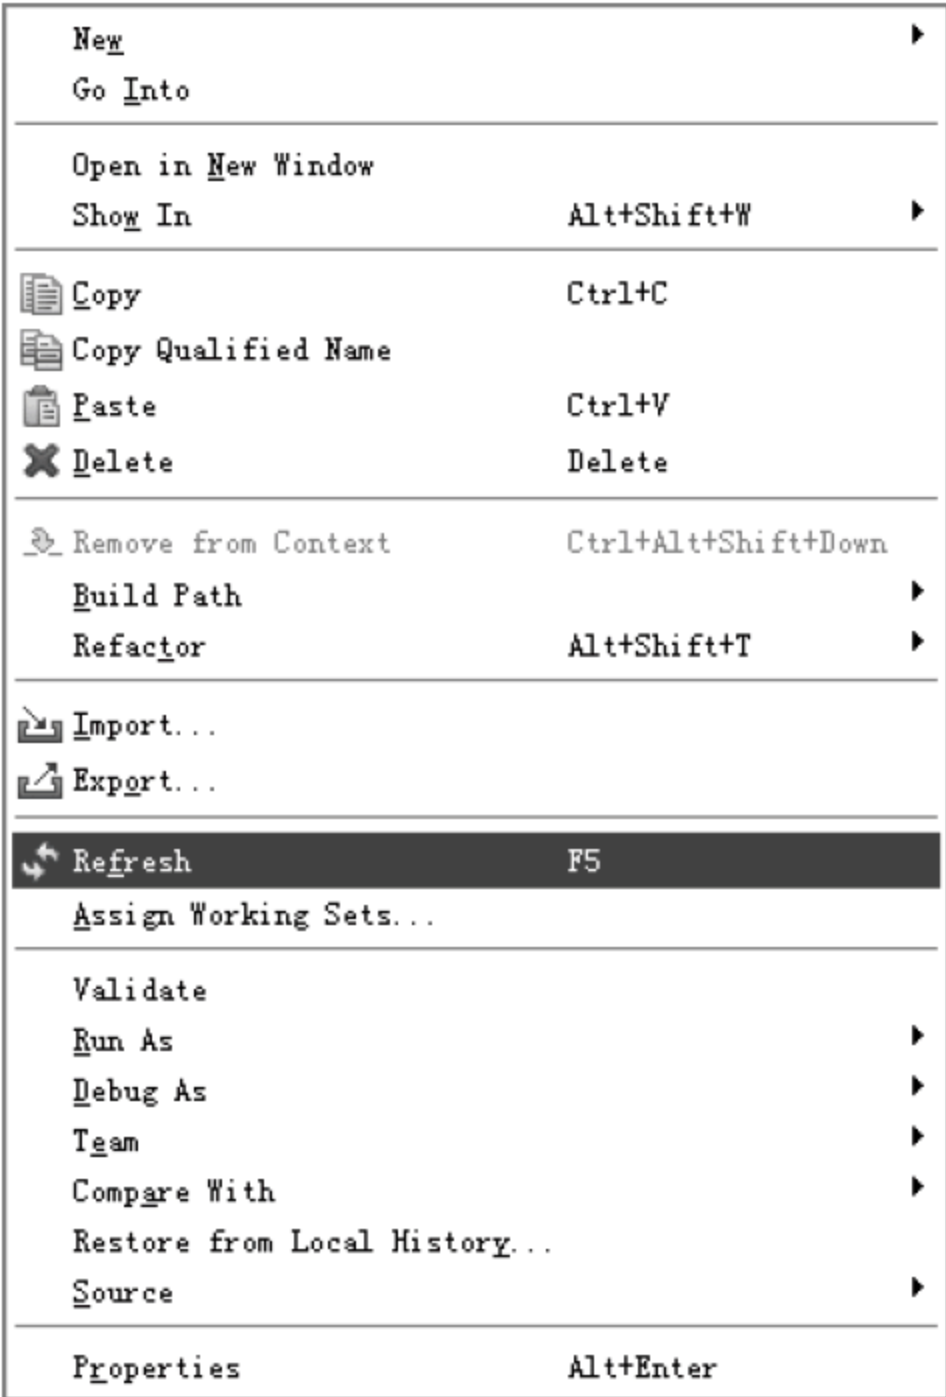 New
Go Into
Open in New Window
Show In Alt+Shift+W
Copy Ctrl+C
Copy Qualified Name
Paste Ctrl+V
Delete Delete
Remove from Context Ctrl+Alt+Shift+Down
Build Path
Refactor Alt+Shift+T
Import...
Export...
Refresh F5
Assign Working Sets...
Validate
Run As
Debug As
Team
Compare With
Restore from Local History...
Source
Properties Alt+Enter